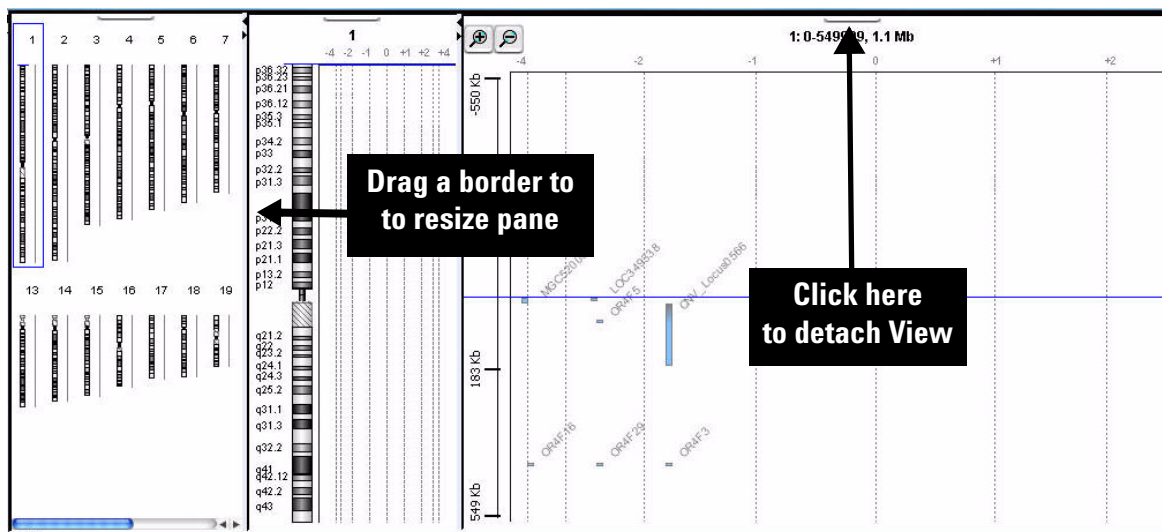 1 2 3 4 5 6 7
13 14 15 16 17 18 19
1
-4 -2 -1 0 +1 +2 +4
p36.32
p36.23
p36.21
p36.12
p35.3
p35.1
p34.2
p33
p32.2
p31.3
p22.2
p21.3
p21.1
p13.2
p12
q21.2
q22
q23.2
q24.1
q24.3
q25.2
q31.1
q31.3
q32.2
q41
q42.12
q42.2
q43
Drag a border to
to resize pane
1: 0-549999, 1.1 Mb
-4 -2 -1 0 +1 +2
-550 Kb
183 Kb
549 Kb
LOC349338
OR4F5
CNV_Locus0566
OR4F16
OR4F29
OR4F3
Click here
to detach View